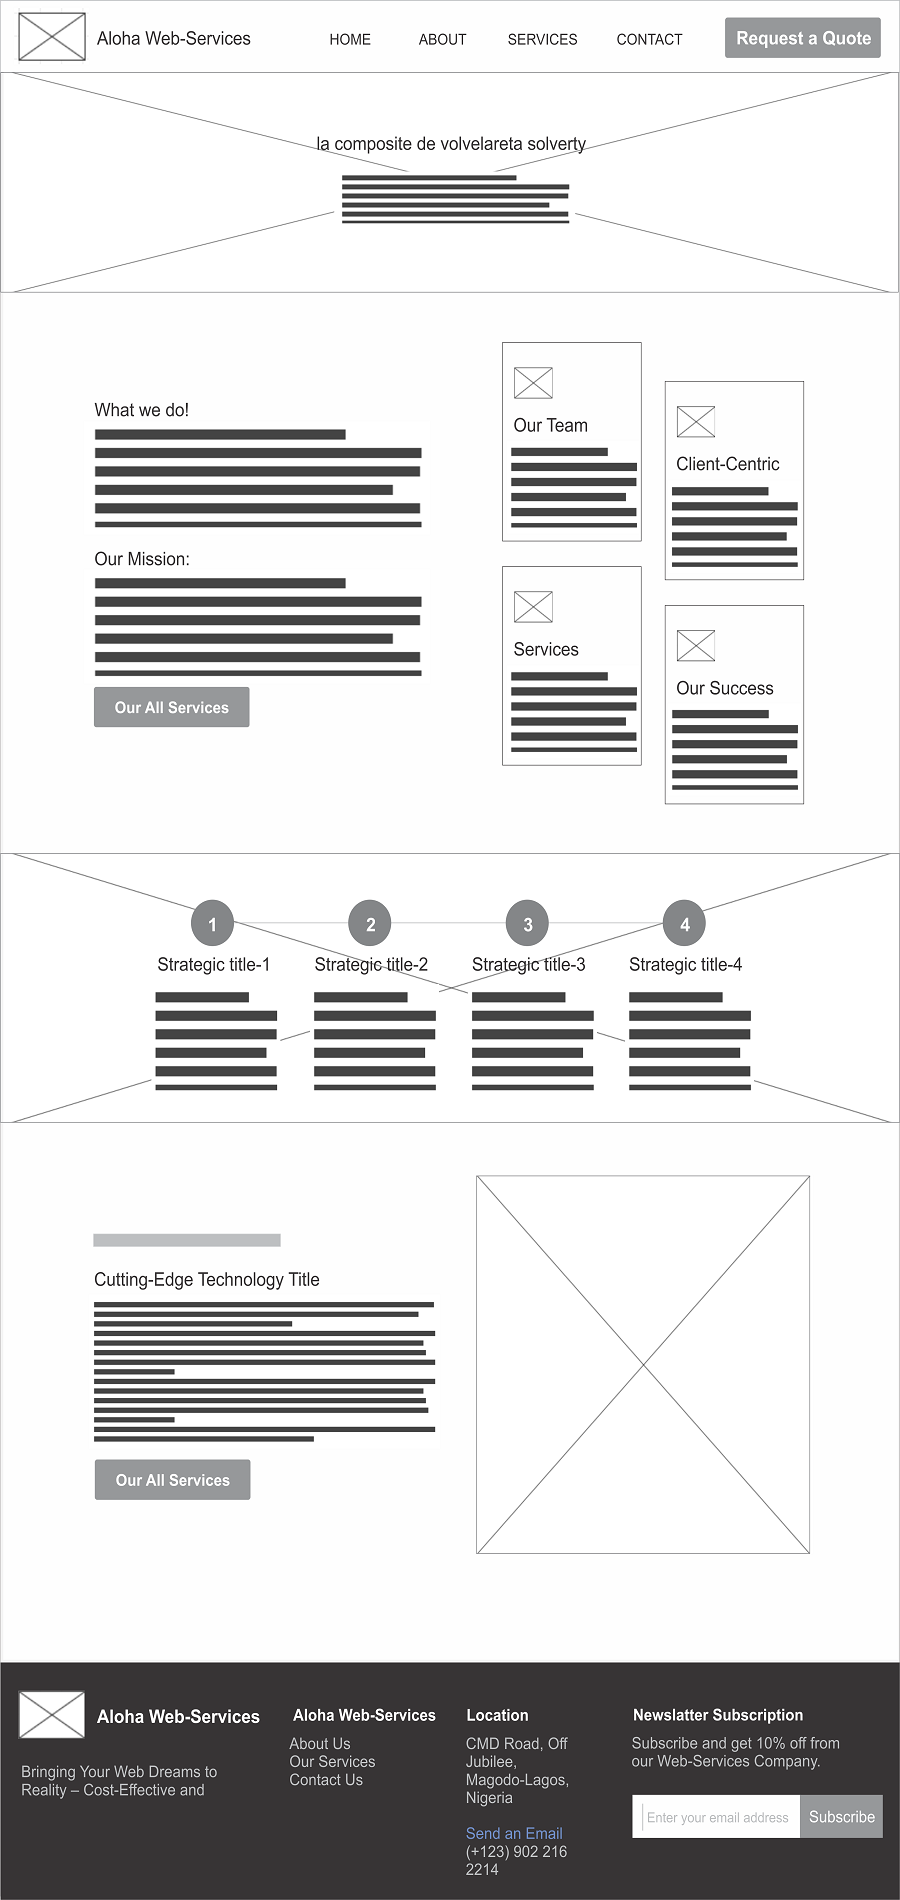 Aloha Web-Services
HOME
ABOUT
SERVICES
CONTACT
Request a Quote
la composite de volvelareta solverty
What we do!
Our Mission:
Our All Services
Our Team
Client-Centric
Services
Our Success
1
2
3
4
Strategic title-1
Strategic title-2
Strategic title-3
Strategic title-4
Cutting-Edge Technology Title
Our All Services
Aloha Web-Services
Bringing Your Web Dreams to
Reality – Cost-Effective and
Aloha Web-Services
About Us
Our Services
Contact Us
Location
CMD Road, Off
Jubilee,
Magodo-Lagos,
Nigeria
Send an Email
(+123) 902 216
2214
Newslatter Subscription
Subscribe and get 10% off from
our Web-Services Company.
Enter your email address
Subscribe